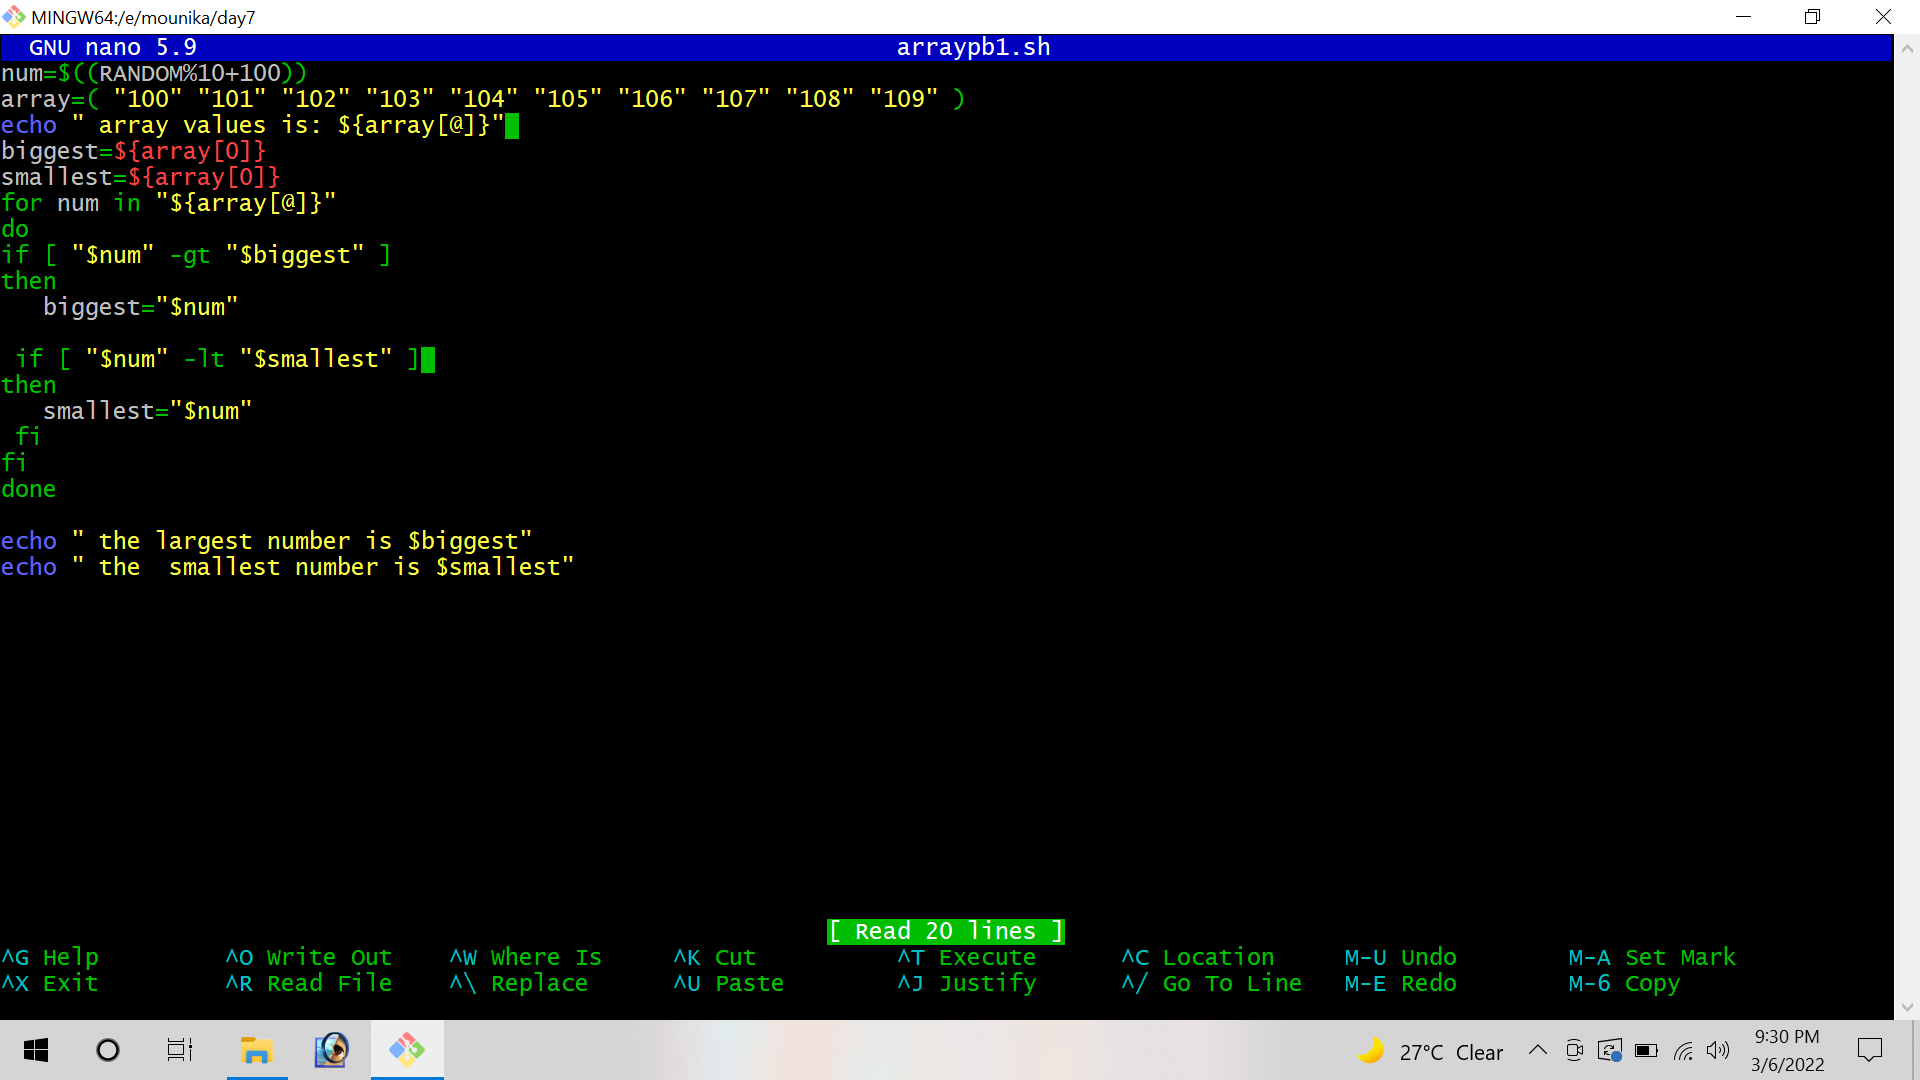 MINGW64:/e/mounika/day7
GNU nano 5.9 arraypb1.sh
num=$((RANDOM%10+100))
array=( "100" "101" "102" "103" "104" "105" "106" "107" "108" "109" )
echo " array values is: ${array[@]}"
biggest=${array[0]}
smallest=${array[0]}
for num in "${array[@]}"
do
if [ "$num" -gt "$biggest" ]
then
   biggest="$num"

 if [ "$num" -lt "$smallest" ]
then
   smallest="$num"
 fi
fi
done

echo " the largest number is $biggest"
echo " the  smallest number is $smallest"
[ Read 20 lines ]
^G Help ^O Write Out ^W Where Is ^K Cut ^T Execute ^C Location M-U Undo M-A Set Mark
^X Exit ^R Read File ^\ Replace ^U Paste ^J Justify ^/ Go To Line M-E Redo M-6 Copy
27°C Clear
9:30 PM
3/6/2022